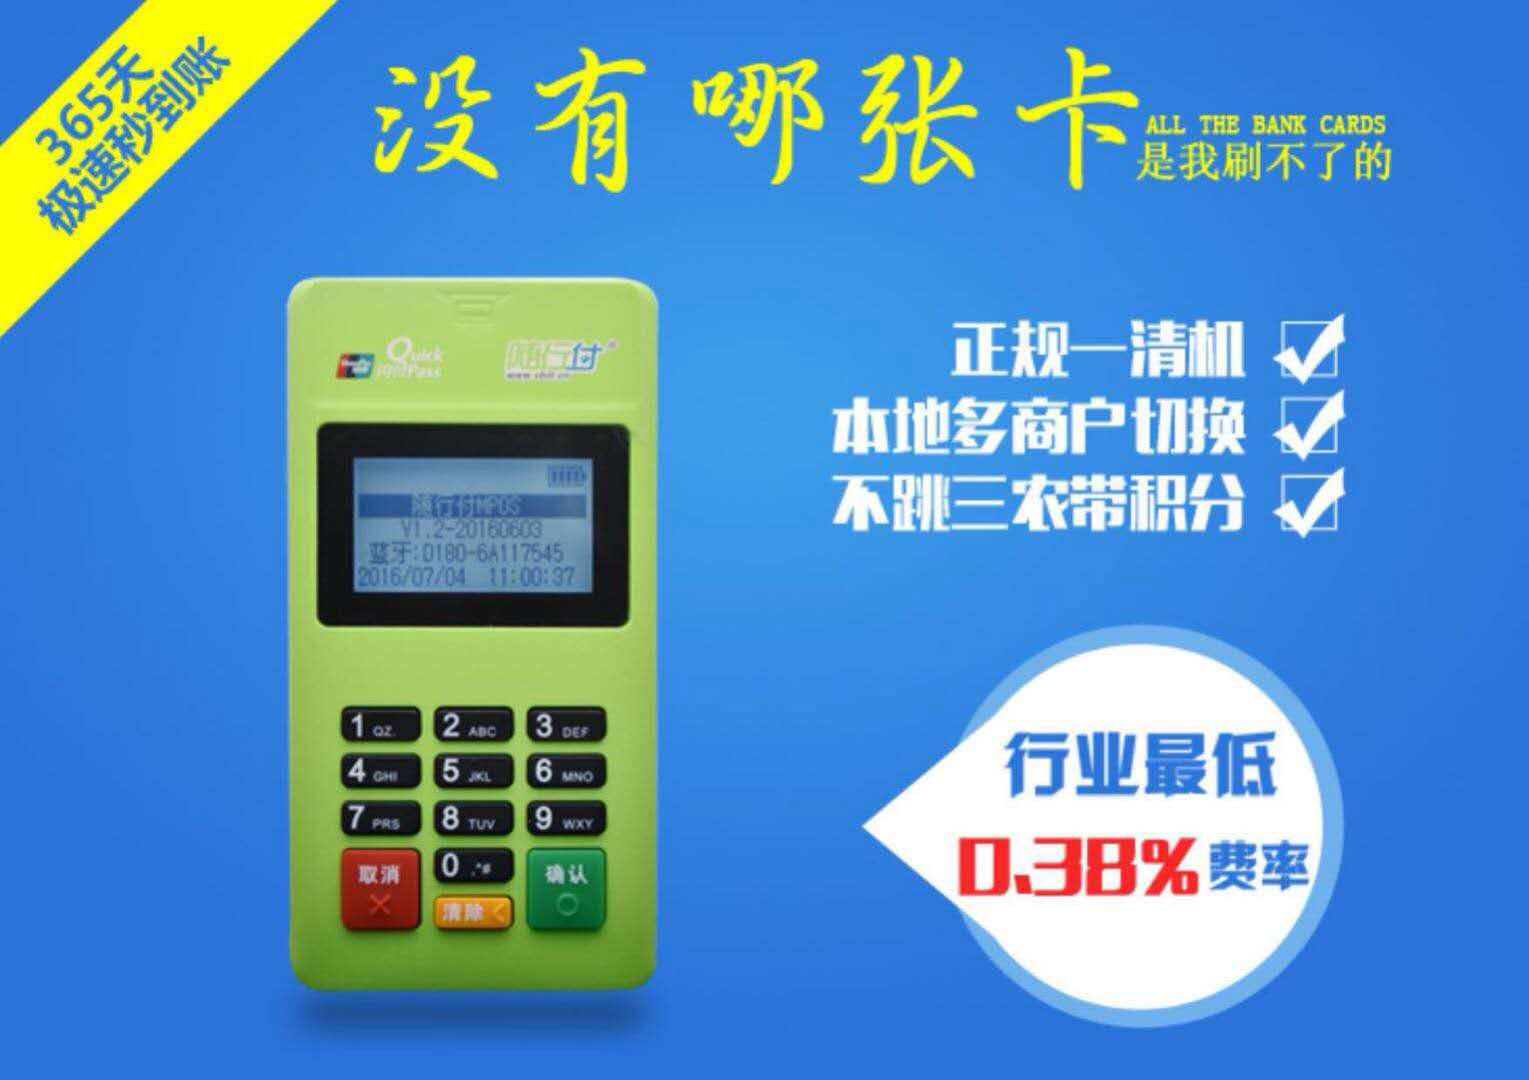 365天
极速秒到账
没有哪张卡
ALL THE BANK CARDS
是我刷不了的
正规一清机
本地多商户切换
不跳三农带积分
Quick
Pass
随行付
随行付MPOS
V1.2-20160603
蓝牙:D180-6A117545
2016/07/04 11:00:37
1 QZ. 2 ABC 3 DEF
4 GHI 5 JKL 6 MNO
7 PRS 8 TUV 9 WXY
取消 0 .*# 确认
清除
行业最低
0.38%费率